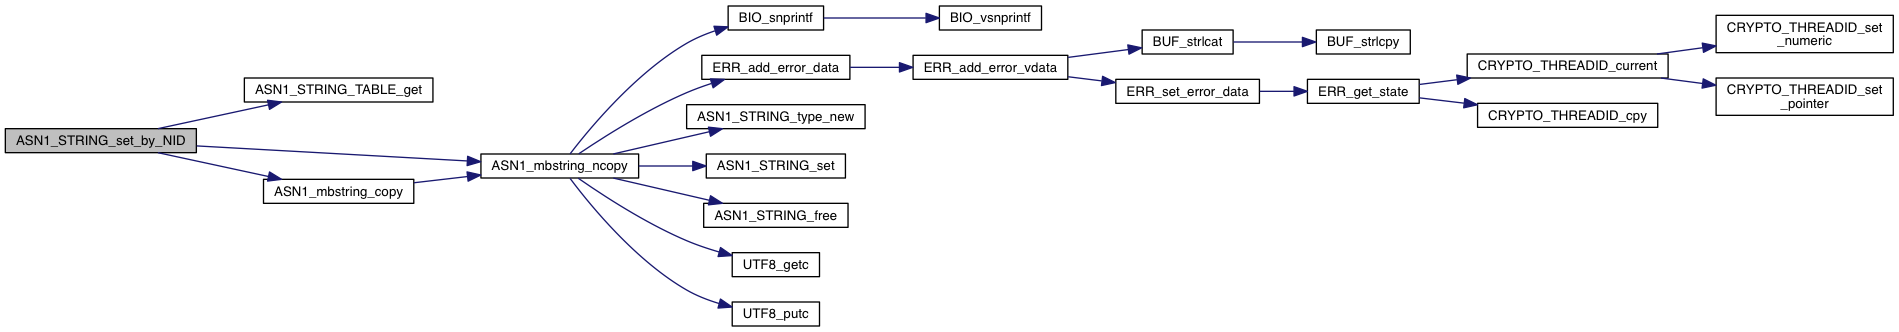 ASN1_STRING_set_by_NID
ASN1_STRING_TABLE_get
ASN1_mbstring_copy
ASN1_mbstring_ncopy
BIO_snprintf
ERR_add_error_data
ASN1_STRING_type_new
ASN1_STRING_set
ASN1_STRING_free
UTF8_getc
UTF8_putc
BIO_vsnprintf
ERR_add_error_vdata
BUF_strlcat
ERR_set_error_data
BUF_strlcpy
ERR_get_state
CRYPTO_THREADID_current
CRYPTO_THREADID_cpy
CRYPTO_THREADID_set
_numeric
CRYPTO_THREADID_set
_pointer